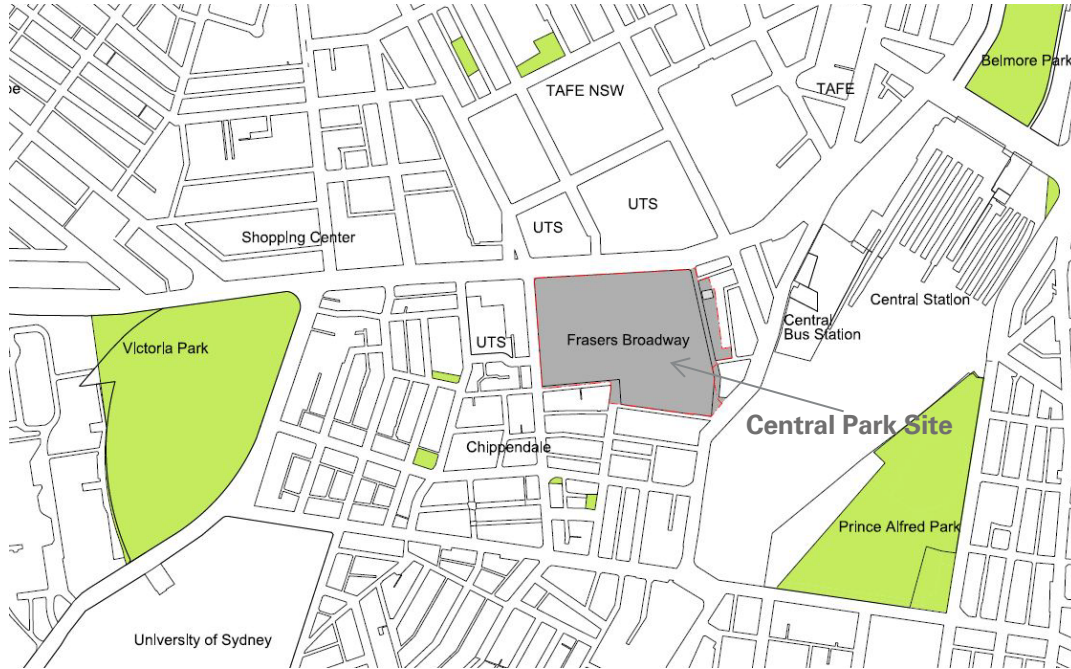 Belmore Park
TAFE NSW
TAFE
UTS
UTS
Shopping Center
Central Station
Central
Bus Station
Victoria Park
UTS
Frasers Broadway
Central Park Site
Chippendale
Prince Alfred Park
University of Sydney